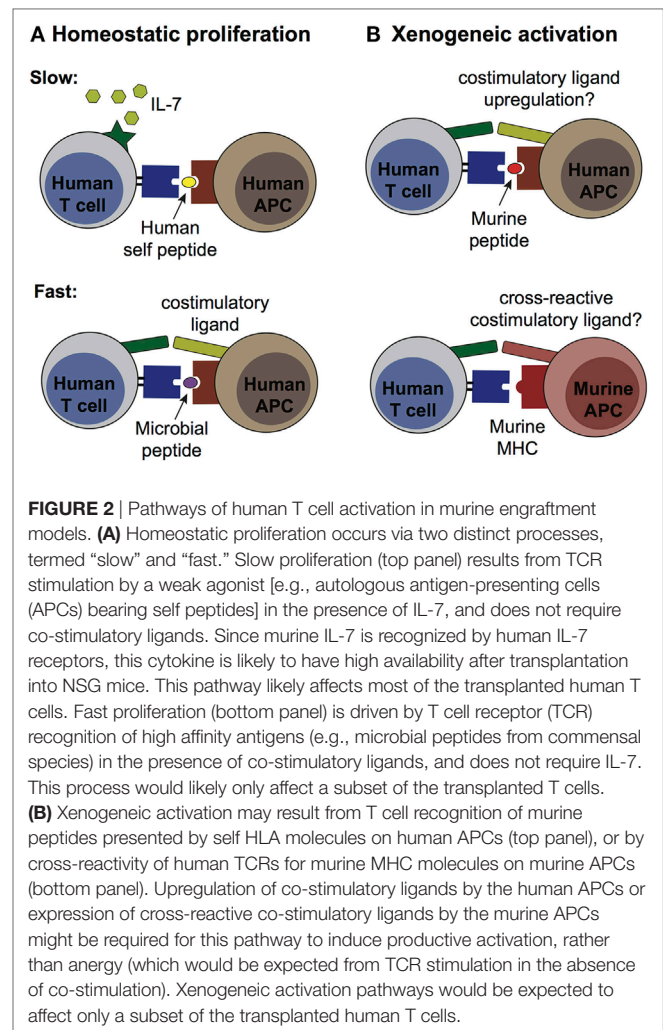 A Homeostatic proliferation
Slow:
IL-7
Human
T cell
Human
APC
Human
self peptide
Fast:
costimulatory
ligand
Human
T cell
Human
APC
Microbial
peptide
B Xenogeneic activation
costimulatory ligand
upregulation?
Human
T cell
Human
APC
Murine
peptide
cross-reactive
costimulatory ligand?
Human
T cell
Murine
APC
Murine
MHC
FIGURE 2 | Pathways of human T cell activation in murine engraftment
models. (A) Homeostatic proliferation occurs via two distinct processes,
termed “slow” and “fast.” Slow proliferation (top panel) results from TCR
stimulation by a weak agonist [e.g., autologous antigen-presenting cells
(APCs) bearing self peptides] in the presence of IL-7, and does not require
co-stimulatory ligands. Since murine IL-7 is recognized by human IL-7
receptors, this cytokine is likely to have high availability after transplantation
into NSG mice. This pathway likely affects most of the transplanted human T
cells. Fast proliferation (bottom panel) is driven by T cell receptor (TCR)
recognition of high affinity antigens (e.g., microbial peptides from commensal
species) in the presence of co-stimulatory ligands, and does not require IL-7.
This process would likely only affect a subset of the transplanted T cells.
(B) Xenogeneic activation may result from T cell recognition of murine
peptides presented by self HLA molecules on human APCs (top panel), or by
cross-reactivity of human TCRs for murine MHC molecules on murine APCs
(bottom panel). Upregulation of co-stimulatory ligands by the human APCs or
expression of cross-reactive co-stimulatory ligands by the murine APCs
might be required for this pathway to induce productive activation, rather
than anergy (which would be expected from TCR stimulation in the absence
of co-stimulation). Xenogeneic activation pathways would be expected to
affect only a subset of the transplanted human T cells.